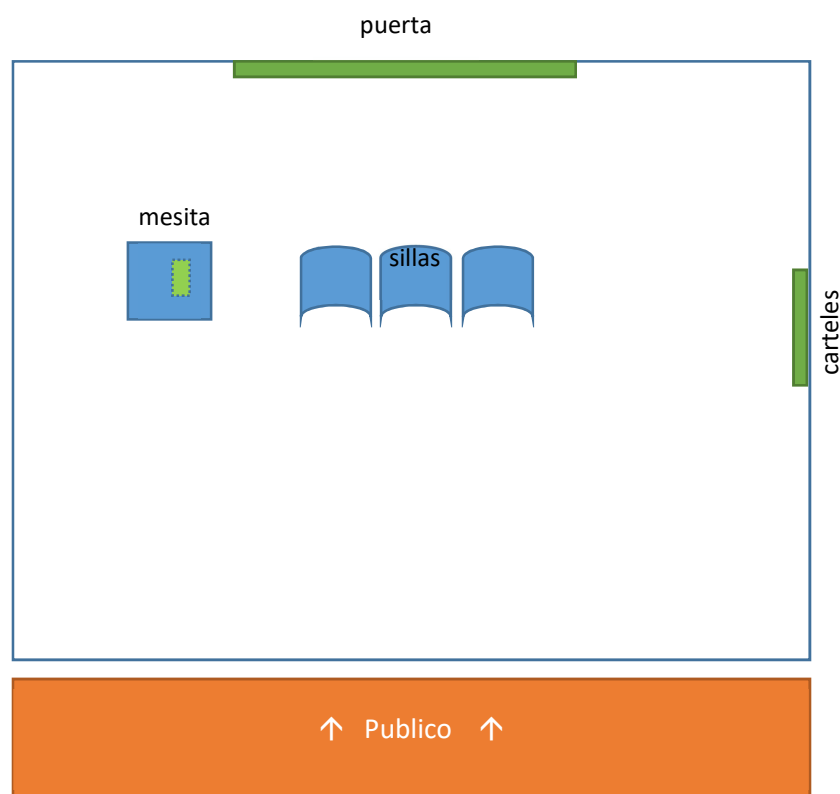 puerta
mesita
sillas
carteles
↑ Publico ↑